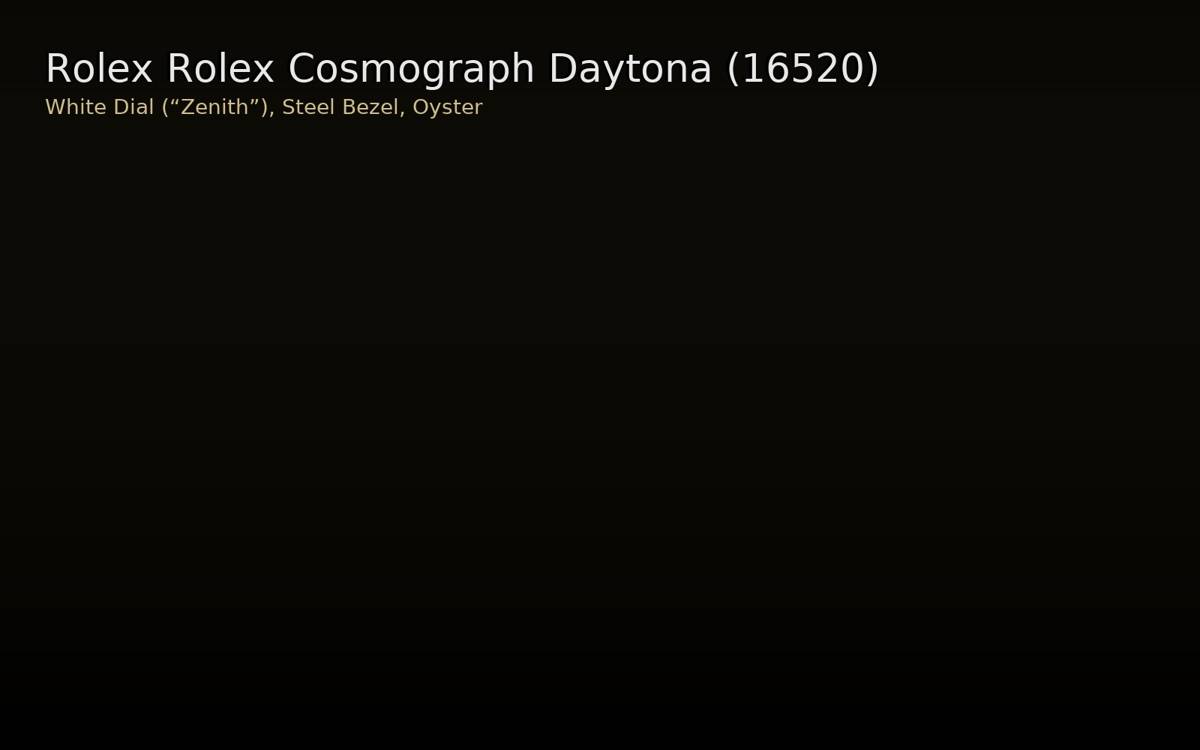 Rolex Rolex Cosmograph Daytona (16520)
White Dial (“Zenith”), Steel Bezel, Oyster